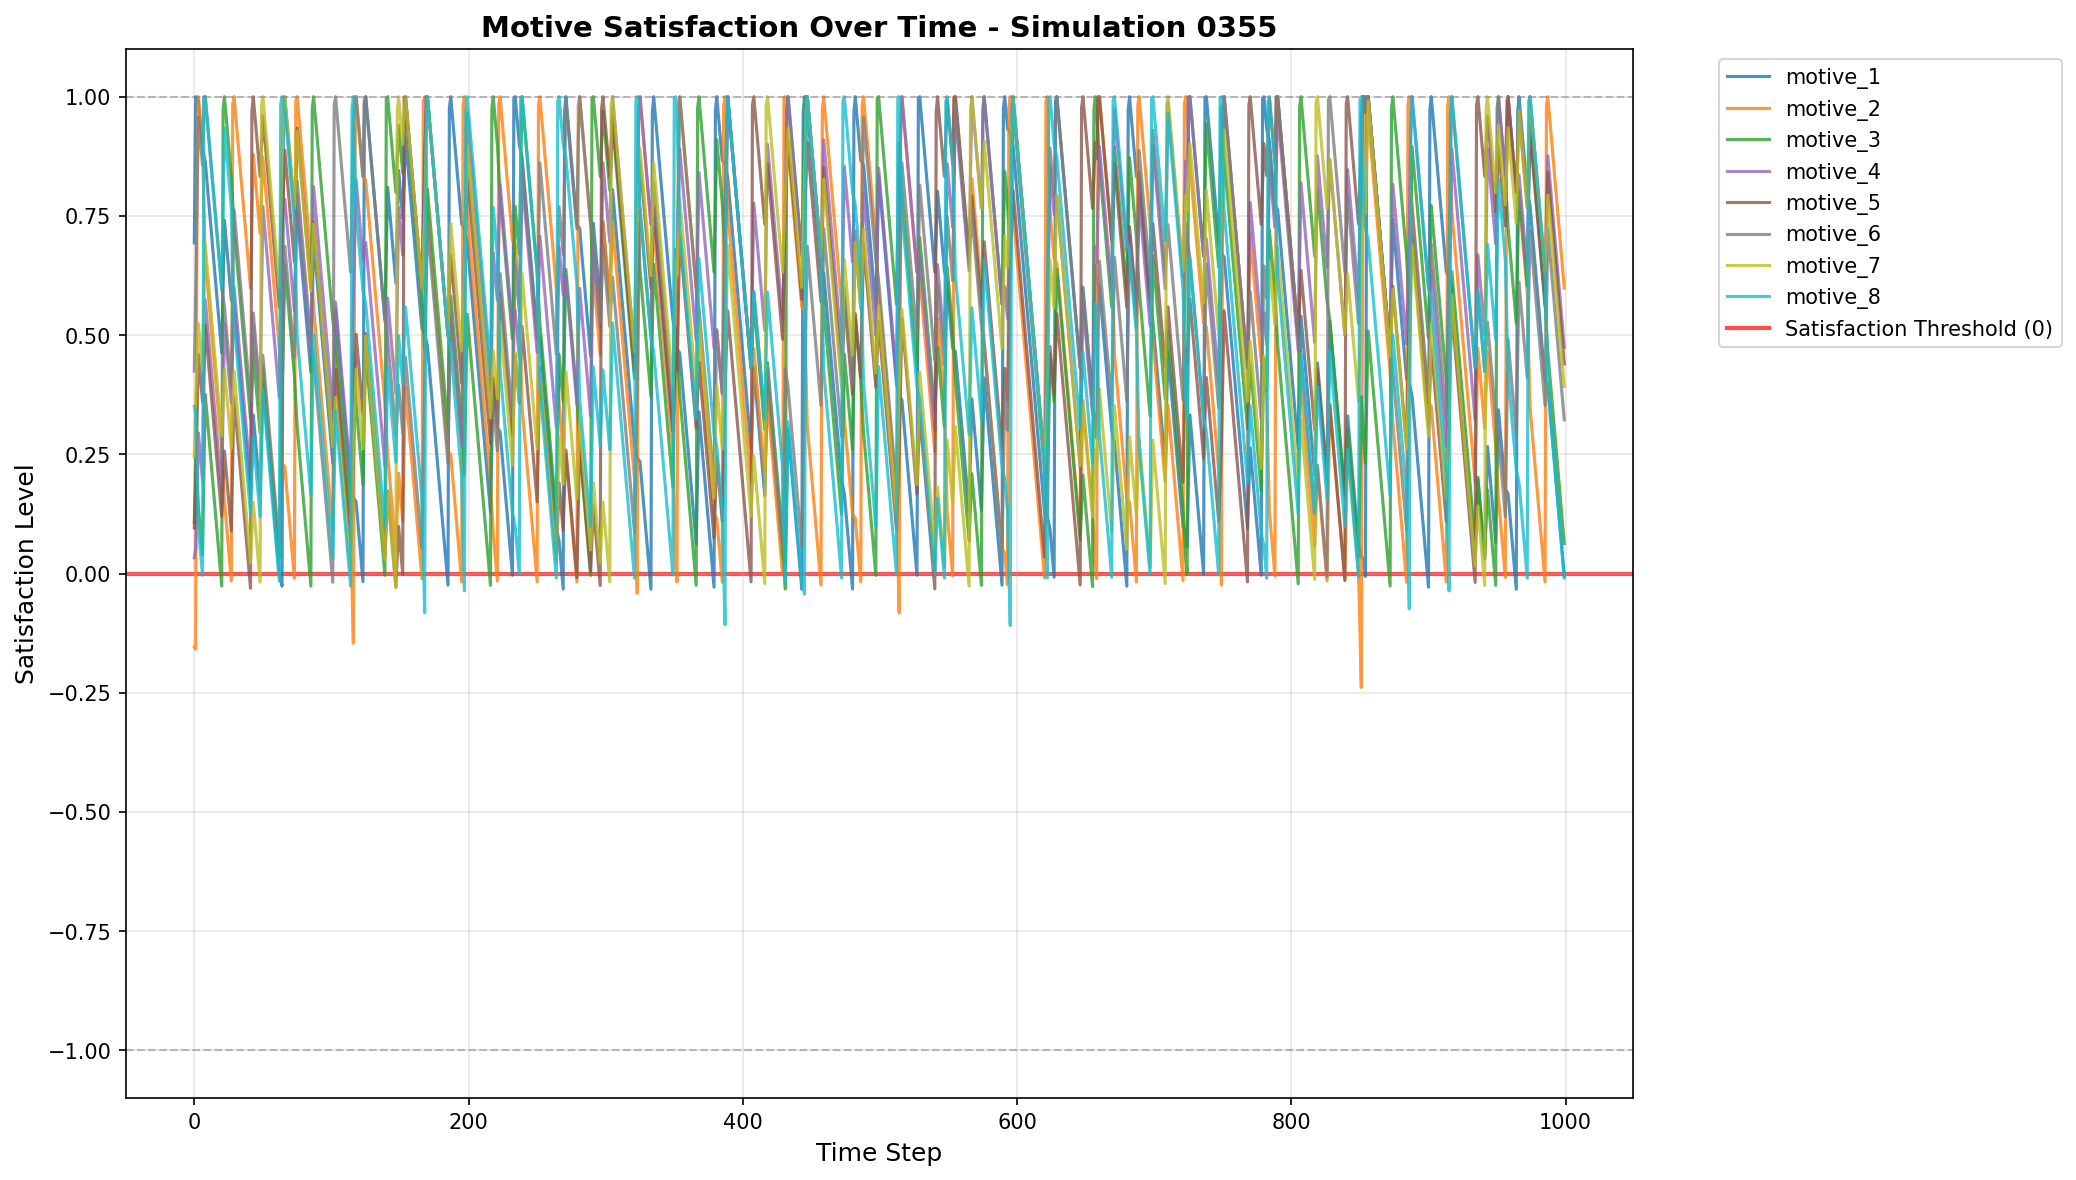 Motive Satisfaction Over Time - Simulation 0355
1.00
0.75
0.50
0.25
0.00
−0.25
−0.50
−0.75
−1.00
Satisfaction Level
0
200
400
600
800
1000
Time Step
motive_1
motive_2
motive_3
motive_4
motive_5
motive_6
motive_7
motive_8
Satisfaction Threshold (0)